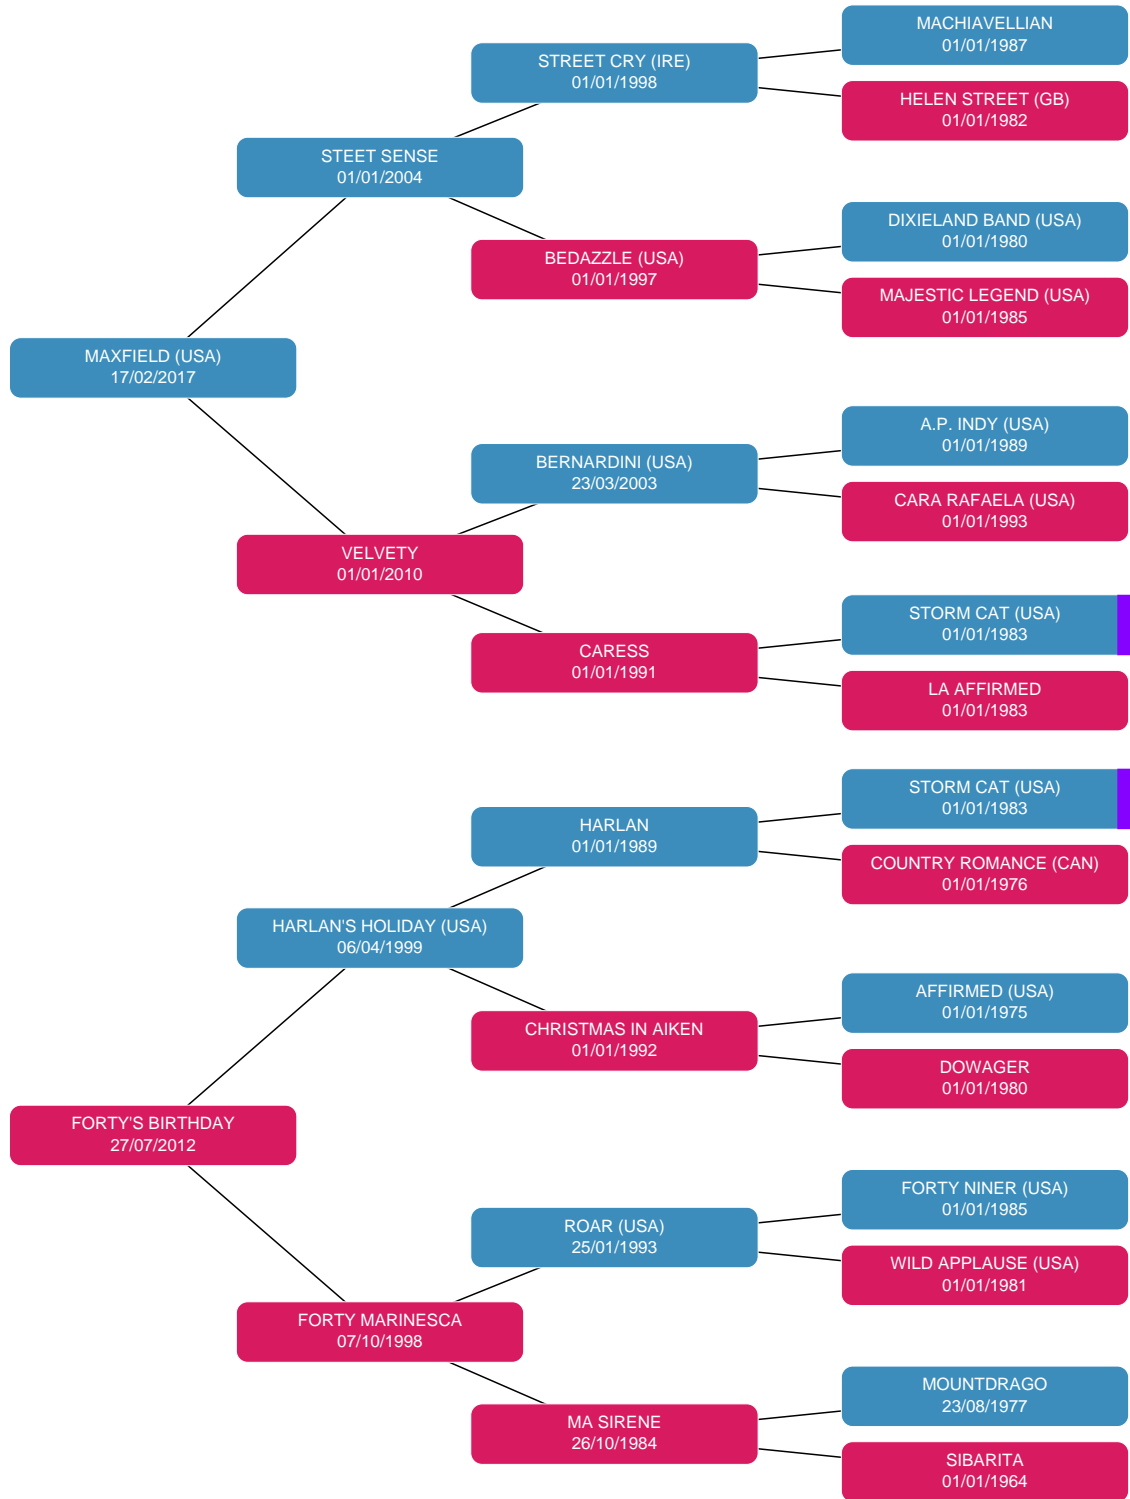 MACHIAVELLIAN
01/01/1987
STREET CRY (IRE)
01/01/1998
HELEN STREET (GB)
01/01/1982
STEET SENSE
01/01/2004
DIXIELAND BAND (USA)
01/01/1980
BEDAZZLE (USA)
01/01/1997
MAJESTIC LEGEND (USA)
01/01/1985
MAXFIELD (USA)
17/02/2017
A.P. INDY (USA)
01/01/1989
BERNARDINI (USA)
23/03/2003
CARA RAFAELA (USA)
01/01/1993
VELVETY
01/01/2010
STORM CAT (USA)
01/01/1983
CARESS
01/01/1991
LA AFFIRMED
01/01/1983
STORM CAT (USA)
01/01/1983
HARLAN
01/01/1989
COUNTRY ROMANCE (CAN)
01/01/1976
HARLAN'S HOLIDAY (USA)
06/04/1999
AFFIRMED (USA)
01/01/1975
CHRISTMAS IN AIKEN
01/01/1992
DOWAGER
01/01/1980
FORTY'S BIRTHDAY
27/07/2012
FORTY NINER (USA)
01/01/1985
ROAR (USA)
25/01/1993
WILD APPLAUSE (USA)
01/01/1981
FORTY MARINESCA
07/10/1998
MOUNTDRAGO
23/08/1977
MA SIRENE
26/10/1984
SIBARITA
01/01/1964